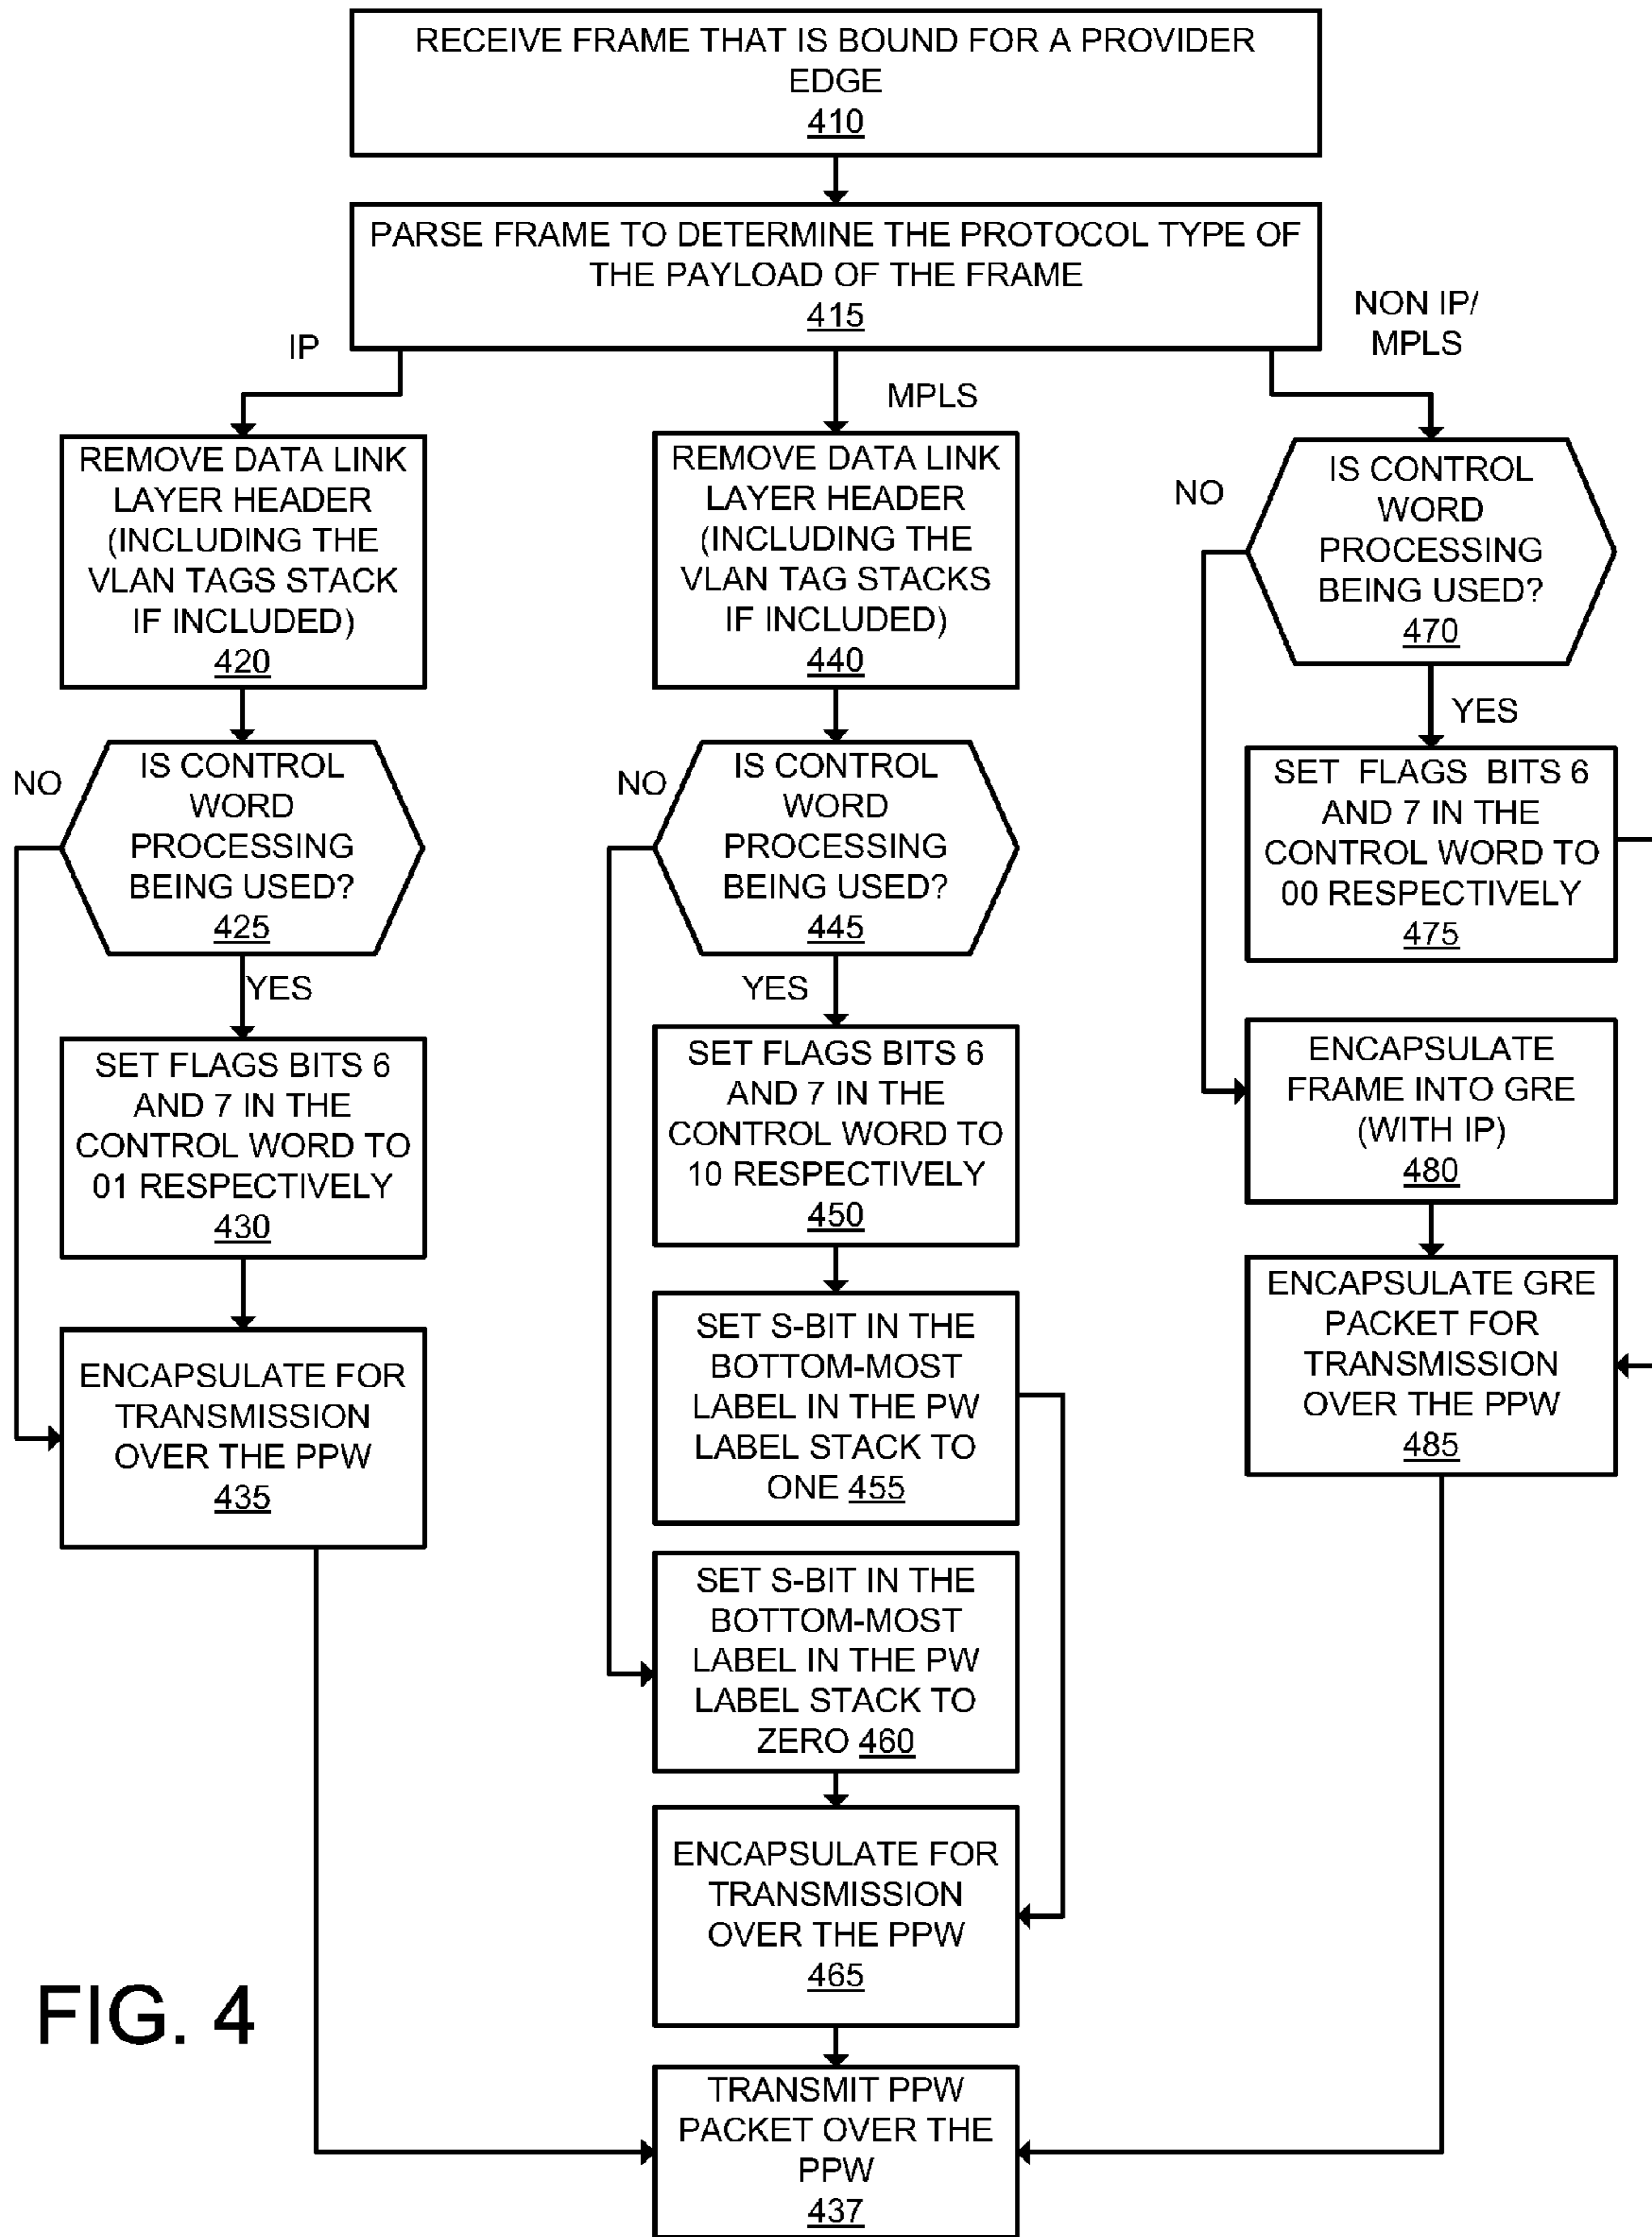 RECEIVE FRAME THAT IS BOUND FOR A PROVIDER
EDGE
410
PARSE FRAME TO DETERMINE THE PROTOCOL TYPE OF
THE PAYLOAD OF THE FRAME
415
IP
MPLS
NON IP/
MPLS
REMOVE DATA LINK
LAYER HEADER
(INCLUDING THE
VLAN TAGS STACK
IF INCLUDED)
420
NO
IS CONTROL
WORD
PROCESSING
BEING USED?
425
YES
SET FLAGS BITS 6
AND 7 IN THE
CONTROL WORD TO
01 RESPECTIVELY
430
ENCAPSULATE FOR
TRANSMISSION
OVER THE PPW
435
REMOVE DATA LINK
LAYER HEADER
(INCLUDING THE
VLAN TAG STACKS
IF INCLUDED)
440
NO
IS CONTROL
WORD
PROCESSING
BEING USED?
445
YES
SET FLAGS BITS 6
AND 7 IN THE
CONTROL WORD TO
10 RESPECTIVELY
450
SET S-BIT IN THE
BOTTOM-MOST
LABEL IN THE PW
LABEL STACK TO
ONE 455
SET S-BIT IN THE
BOTTOM-MOST
LABEL IN THE PW
LABEL STACK TO
ZERO 460
ENCAPSULATE FOR
TRANSMISSION
OVER THE PPW
465
NO
IS CONTROL
WORD
PROCESSING
BEING USED?
470
YES
SET FLAGS BITS 6
AND 7 IN THE
CONTROL WORD TO
00 RESPECTIVELY
475
ENCAPSULATE
FRAME INTO GRE
(WITH IP)
480
ENCAPSULATE GRE
PACKET FOR
TRANSMISSION
OVER THE PPW
485
TRANSMIT PPW
PACKET OVER THE
PPW
437
FIG. 4